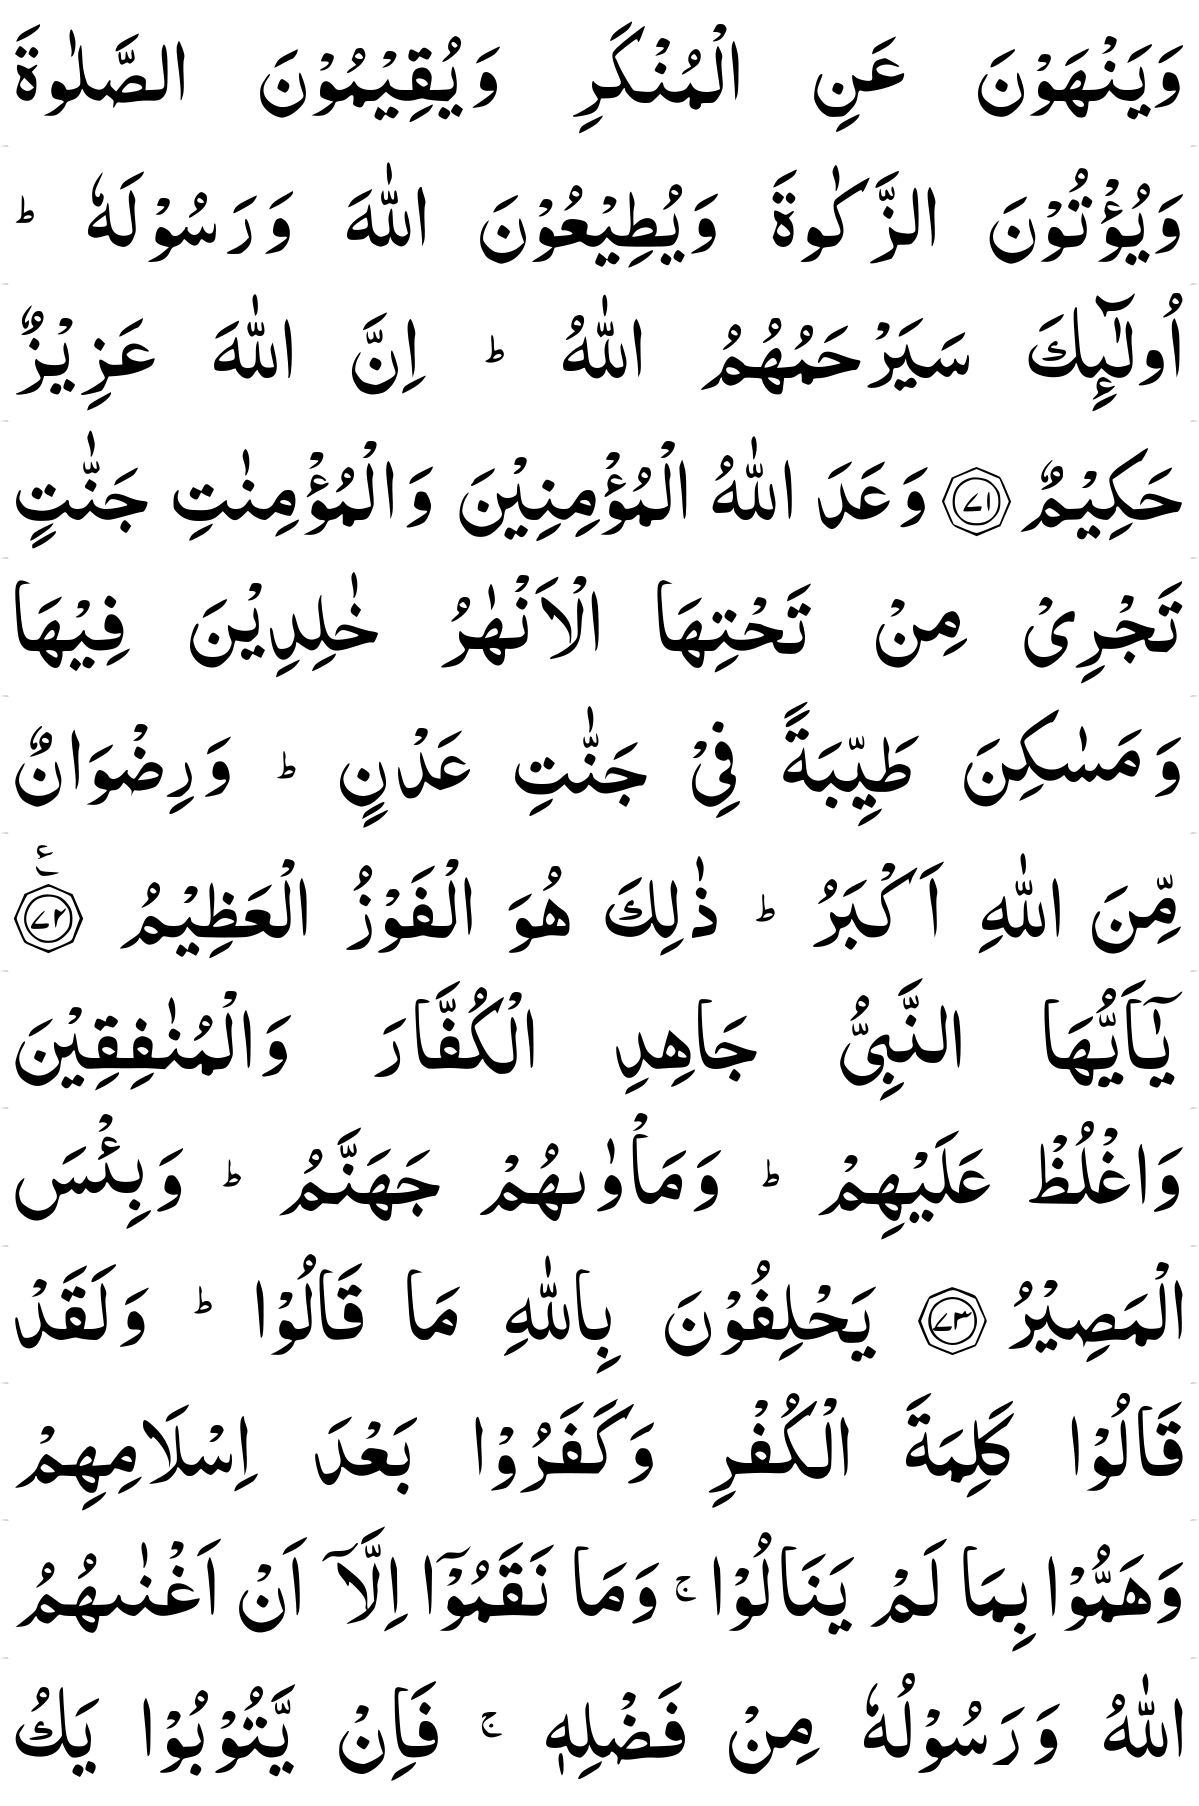 وَيَنْهَوْنَ عَنِ الْمُنْكَرِ وَيُقِيْمُوْنَ الصَّلٰوةَ
وَيُؤْتُوْنَ الزَّكٰوةَ وَيُطِيْعُوْنَ اللّٰهَ وَرَسُوْلَهٗ ؕ
اُولٰٓئِكَ سَيَرْحَمُهُمُ اللّٰهُ ؕ اِنَّ اللّٰهَ عَزِيْزٌ
حَكِيْمٌ ﴿۷۱﴾ وَعَدَ اللّٰهُ الْمُؤْمِنِيْنَ وَالْمُؤْمِنٰتِ جَنّٰتٍ
تَجْرِىْ مِنْ تَحْتِهَا الْاَنْهٰرُ خٰلِدِيْنَ فِيْهَا
وَمَسٰكِنَ طَيِّبَةً فِىْ جَنّٰتِ عَدْنٍ ؕ وَرِضْوَانٌ
مِّنَ اللّٰهِ اَكْبَرُ ؕ ذٰلِكَ هُوَ الْفَوْزُ الْعَظِيْمُ ﴿۷۲﴾ ع
يٰۤاَيُّهَا النَّبِىُّ جَاهِدِ الْكُفَّارَ وَالْمُنٰفِقِيْنَ
وَاغْلُظْ عَلَيْهِمْ ؕ وَمَاْوٰٮهُمْ جَهَنَّمُ ؕ وَبِئْسَ
الْمَصِيْرُ ﴿۷۳﴾ يَحْلِفُوْنَ بِاللّٰهِ مَا قَالُوْا ؕ وَلَقَدْ
قَالُوْا كَلِمَةَ الْكُفْرِ وَكَفَرُوْا بَعْدَ اِسْلَامِهِمْ
وَهَمُّوْا بِمَا لَمْ يَنَالُوْا ۚ وَمَا نَقَمُوْۤا اِلَّاۤ اَنْ اَغْنٰٮهُمُ
اللّٰهُ وَرَسُوْلُهٗ مِنْ فَضْلِهٖ ۚ فَاِنْ يَّتُوْبُوْا يَكُ